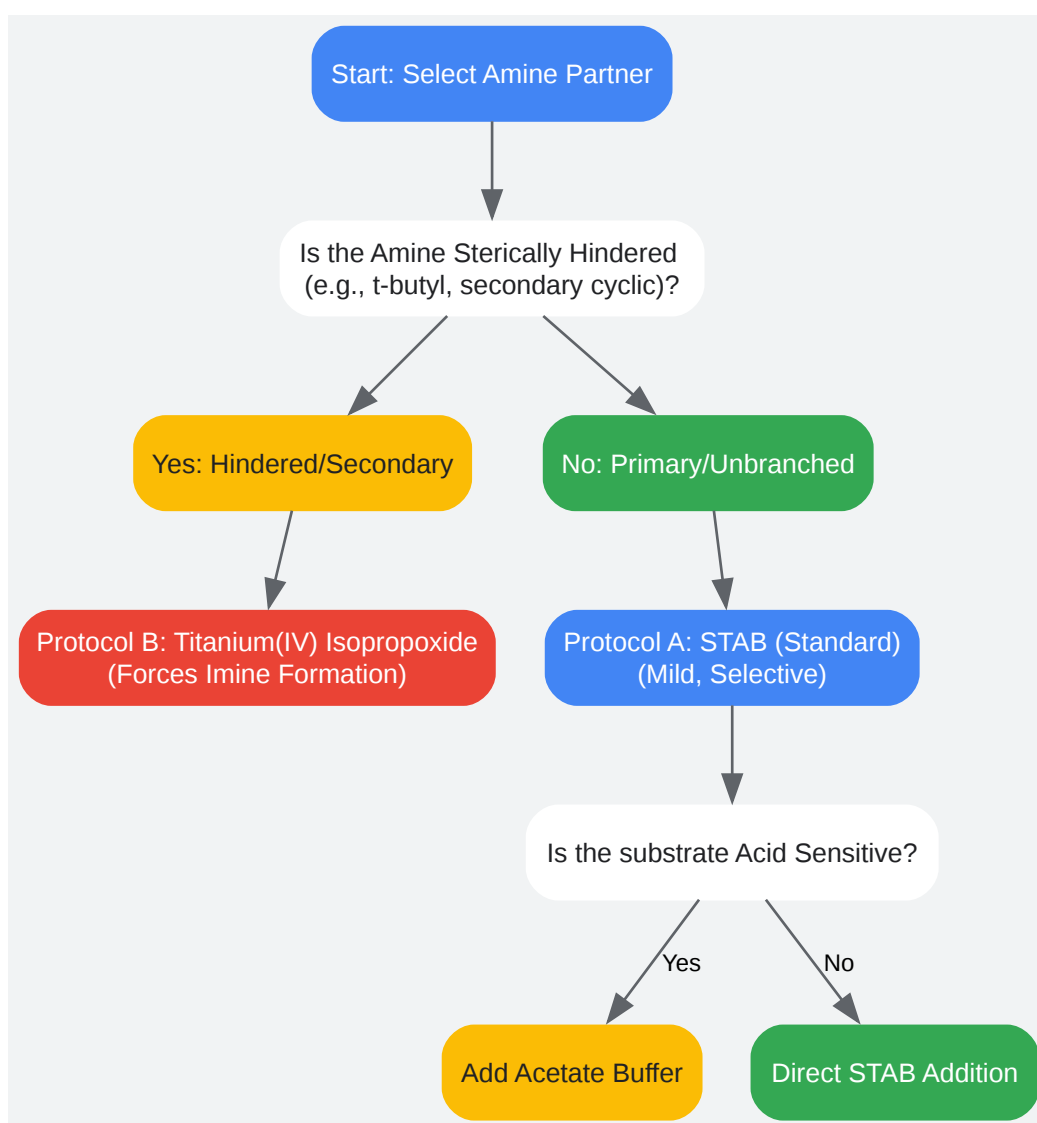 Start: Select Amine Partner
Is the Amine Sterically Hindered
(e.g., t-butyl, secondary cyclic)?
Yes: Hindered/Secondary
No: Primary/Unbranched
Protocol B: Titanium(IV) Isopropoxide
(Forces Imine Formation)
Protocol A: STAB (Standard)
(Mild, Selective)
Is the substrate Acid Sensitive?
Yes
No
Add Acetate Buffer
Direct STAB Addition